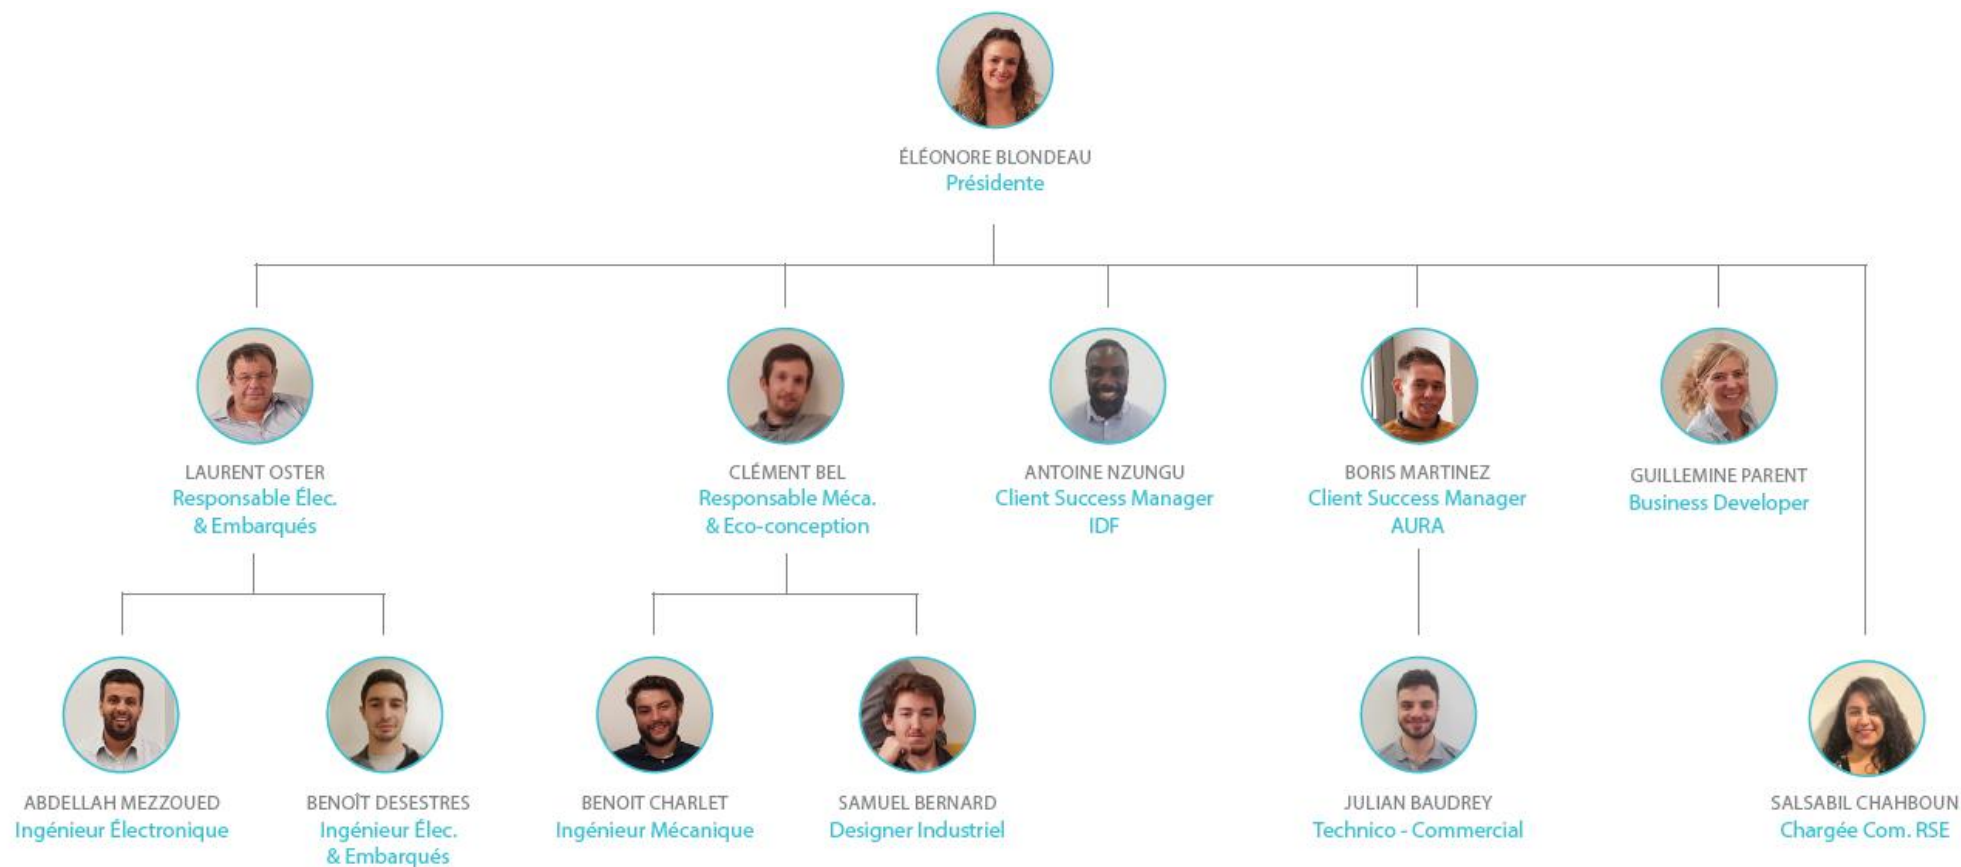 ÉLÉONORE BLONDEAU
Présidente
LAURENT OSTER
Responsable Élec.
& Embarqués
CLÉMENT BEL
Responsable Méca.
& Eco-conception
ANTOINE NZUNGU
Client Success Manager
IDF
BORIS MARTINEZ
Client Success Manager
AURA
GUILLEMINE PARENT
Business Developer
ABDELLAH MEZZOUED
Ingénieur Électronique
BENOÎT DESESTRES
Ingénieur Élec.
& Embarqués
BENOIT CHARLET
Ingénieur Mécanique
SAMUEL BERNARD
Designer Industriel
JULIAN BAUDREY
Technico - Commercial
SALSABIL CHAHBOUN
Chargée Com. RSE